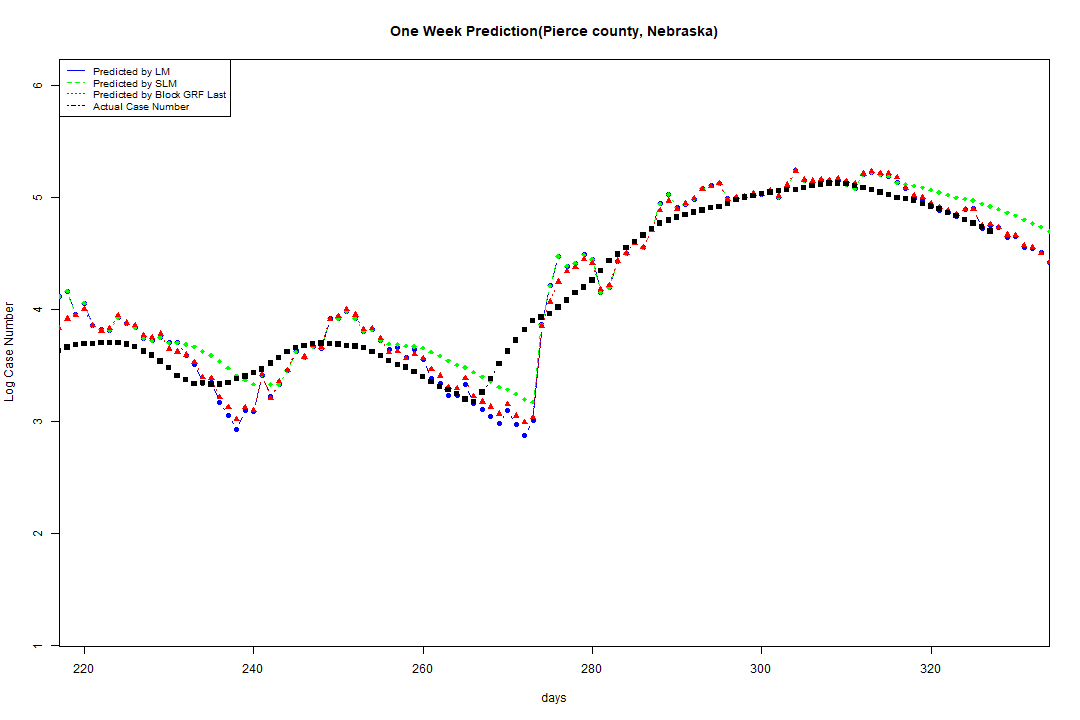 One Week Prediction(Pierce county, Nebraska)
Predicted by LM
Predicted by SLM
Predicted by Block GRF Last
Actual Case Number
6
5
4
3
2
1
Log Case Number
220 240 260 280 300 320
days